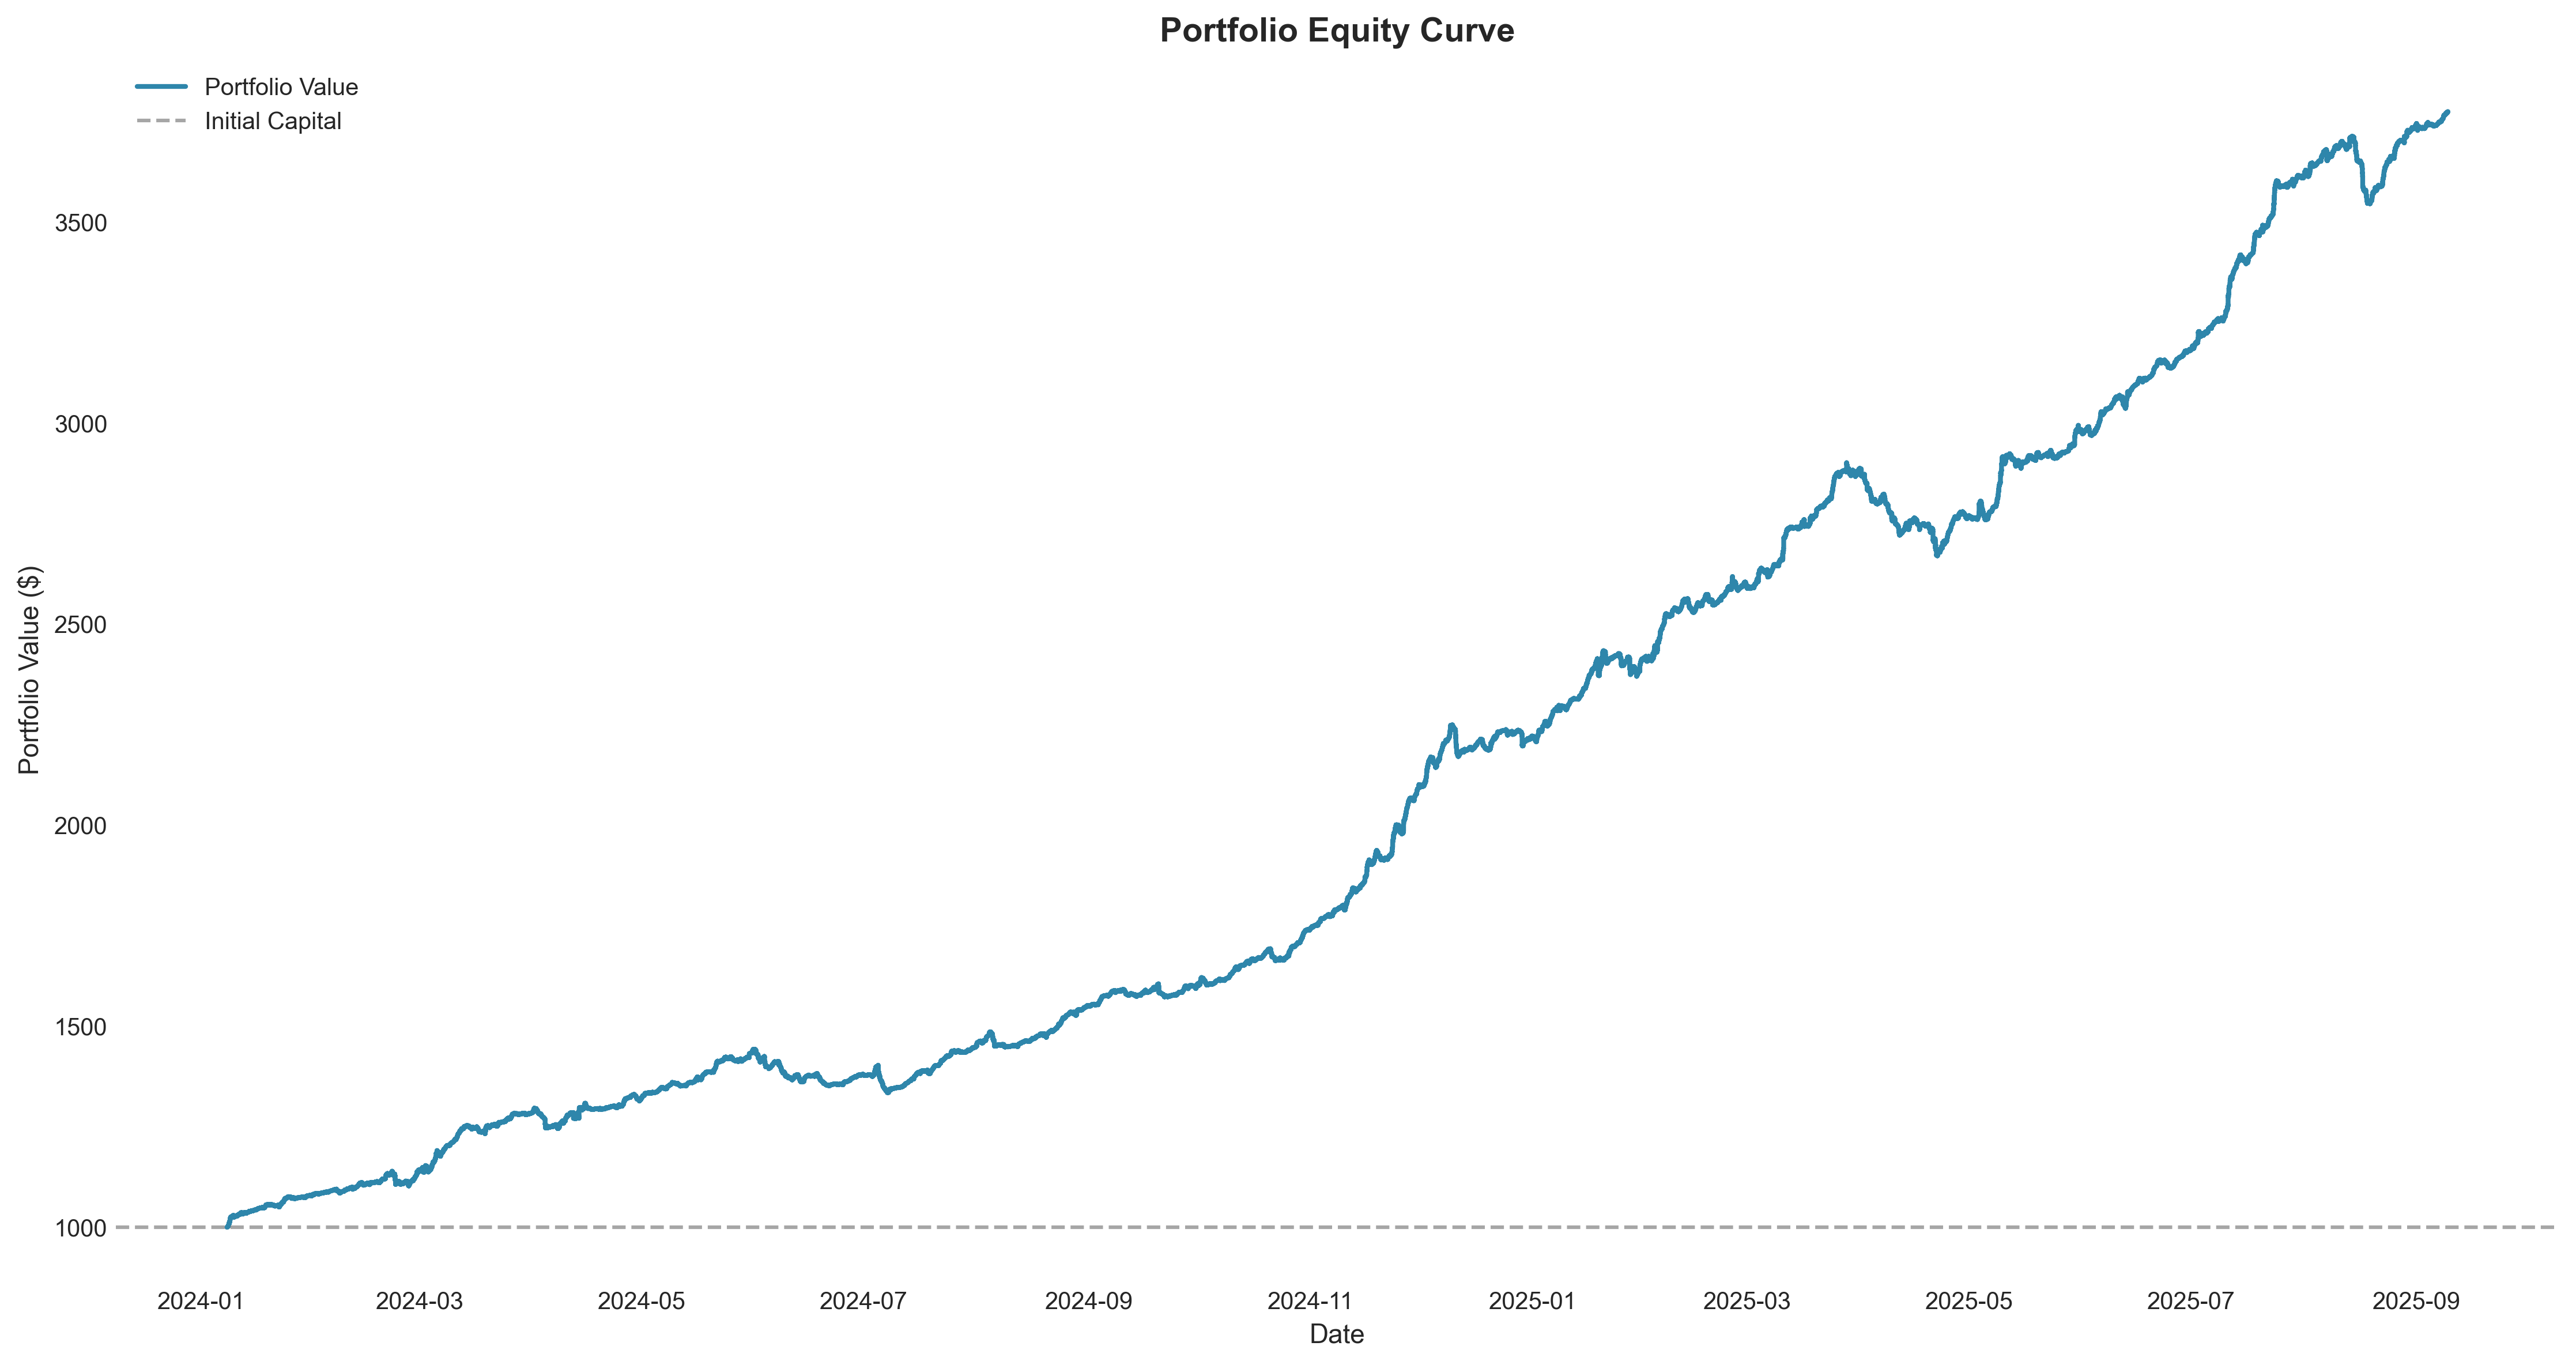 Portfolio Equity Curve
Portfolio Value
Initial Capital
Portfolio Value ($)
3500
3000
2500
2000
1500
1000
2024-01 2024-03 2024-05 2024-07 2024-09 2024-11 2025-01 2025-03 2025-05 2025-07 2025-09
Date